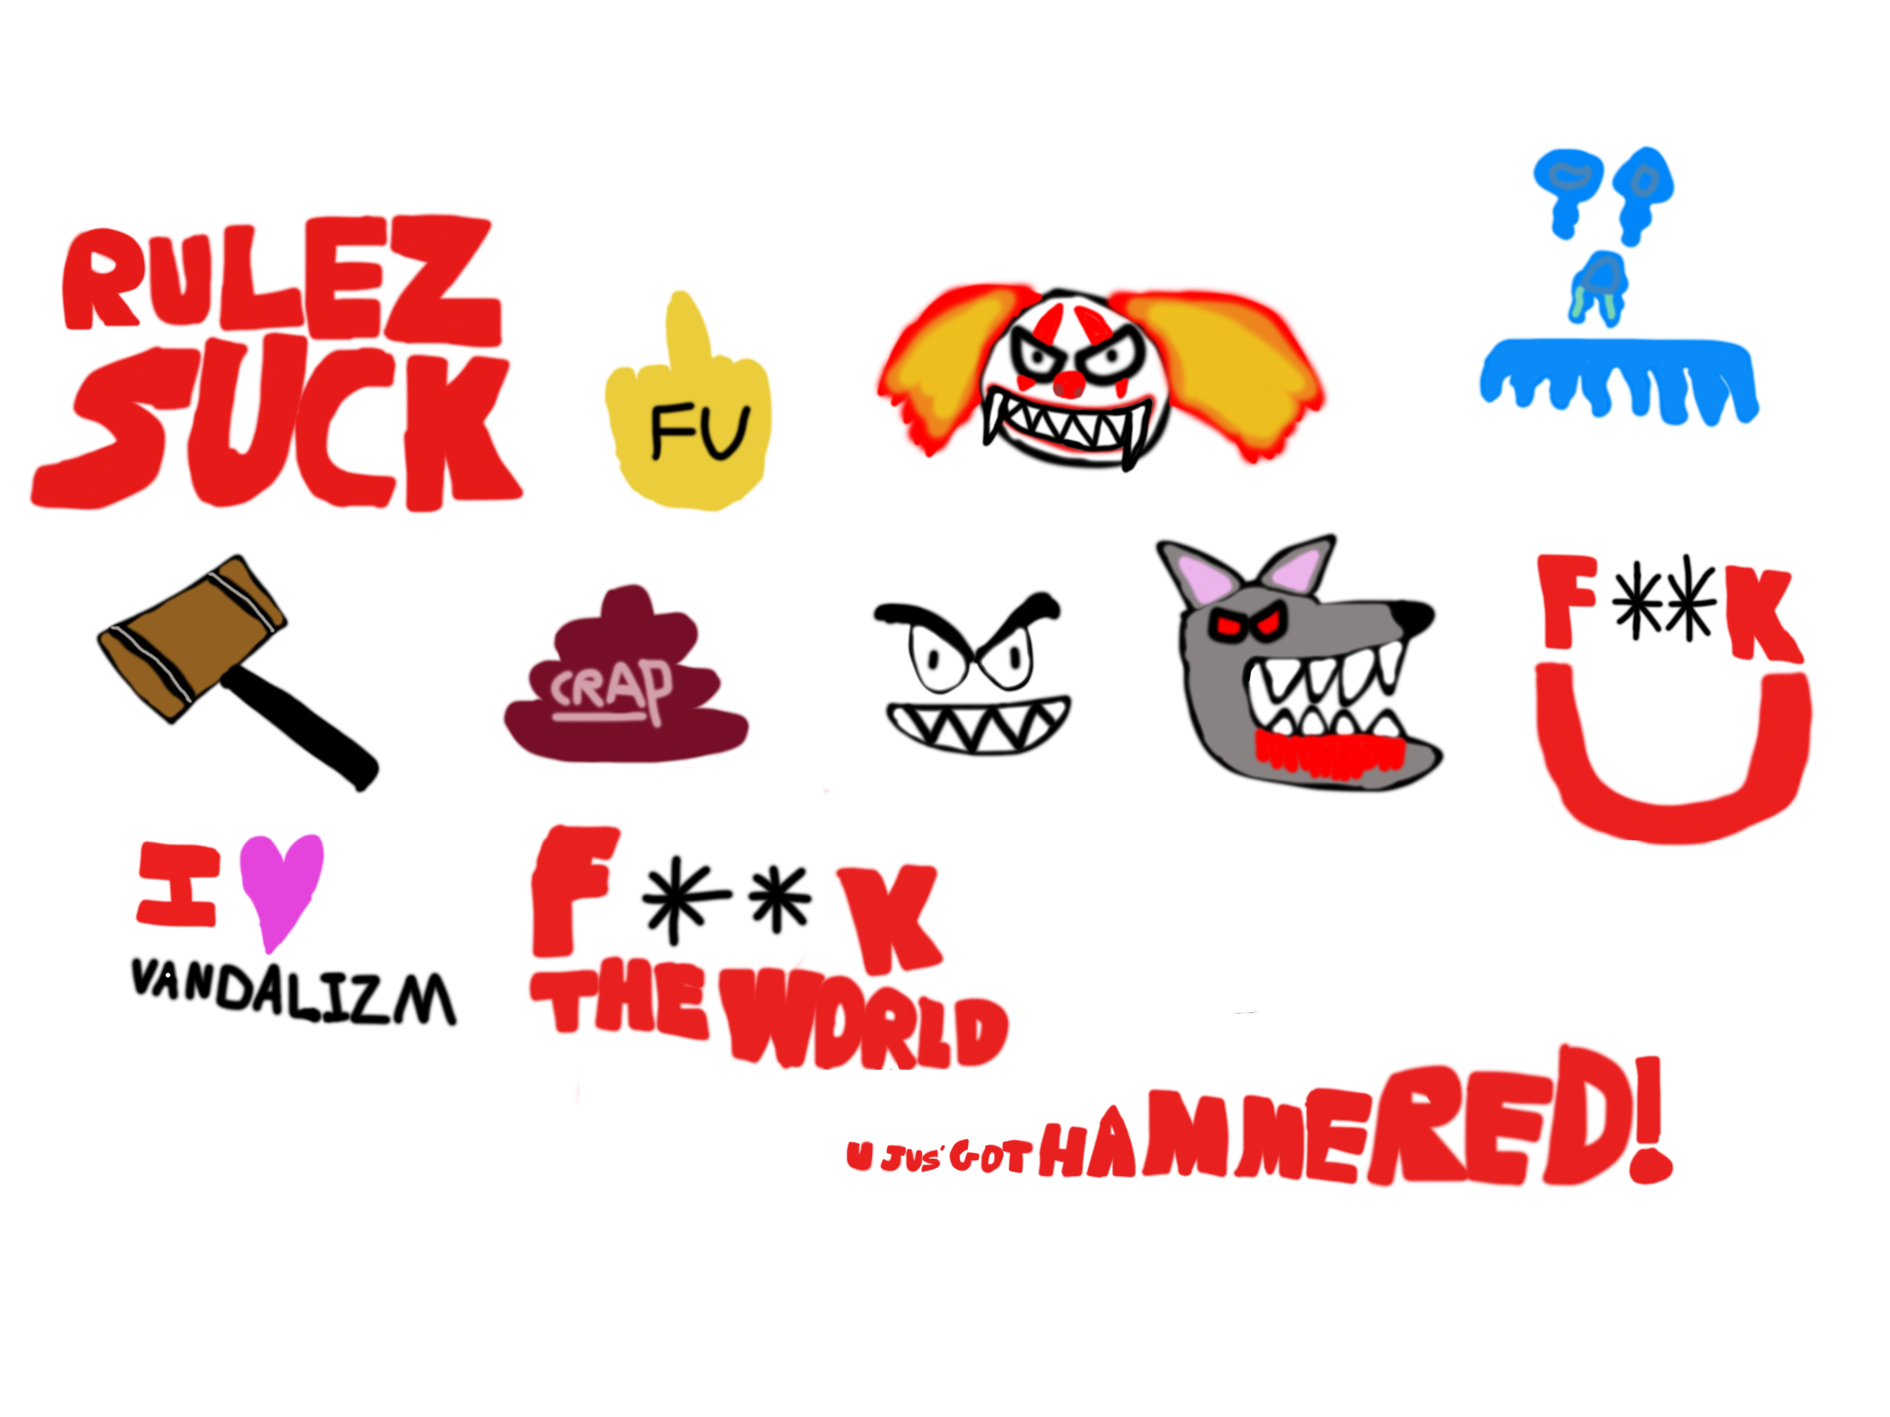 RULEZ
SUCK
FU
F**K
U
CRAP
I
VANDALIZM
F**K
THE WORLD
U JUS' GOT HAMMERED!